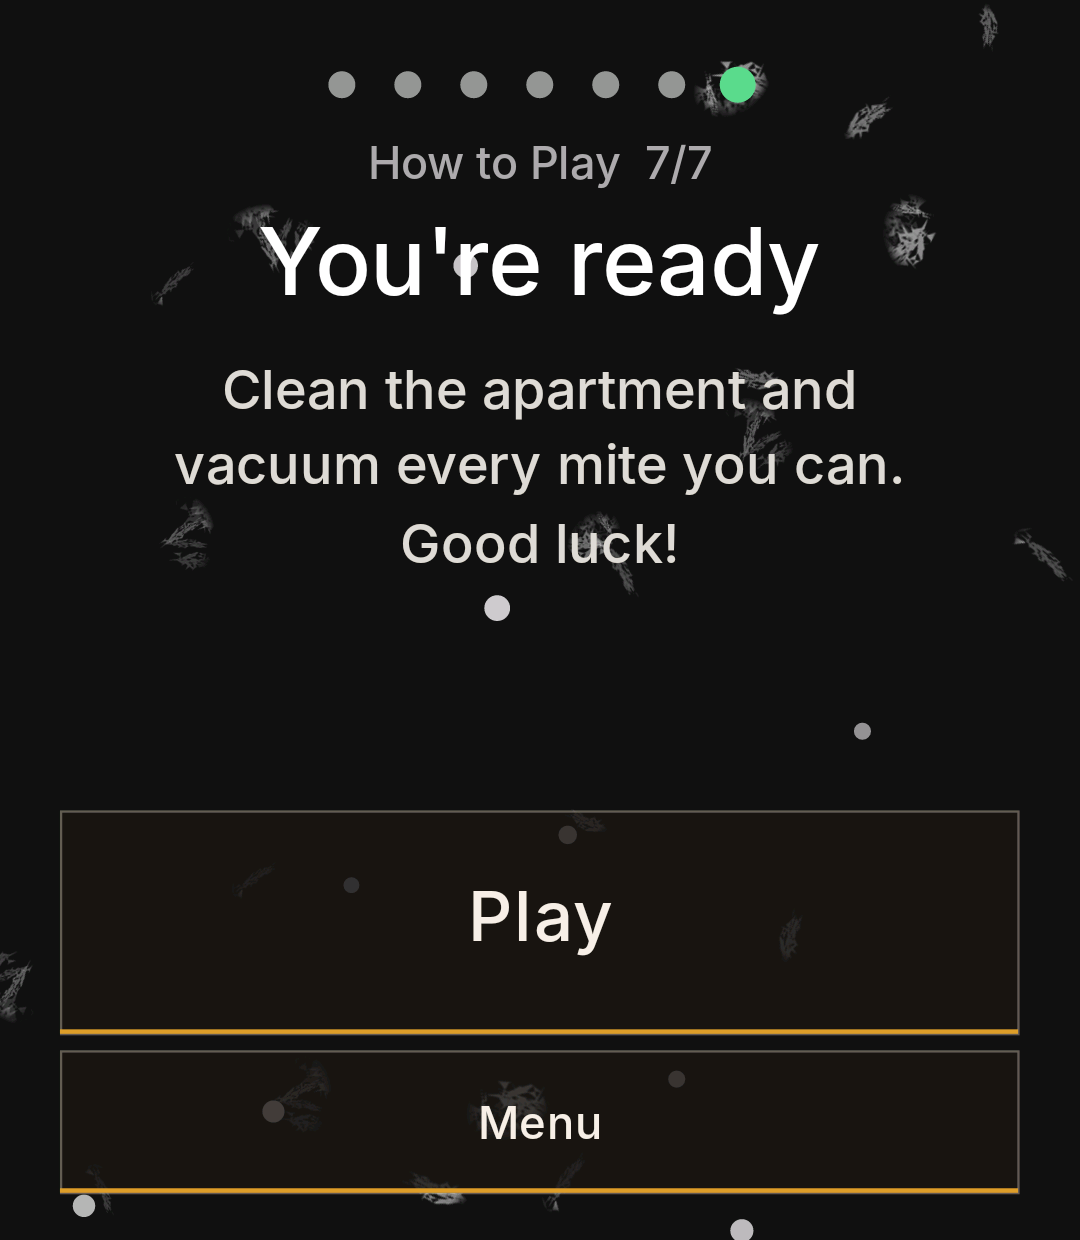 How to Play 7/7
You're ready
Clean the apartment and
vacuum every mite you can.
Good luck!
Play
Menu